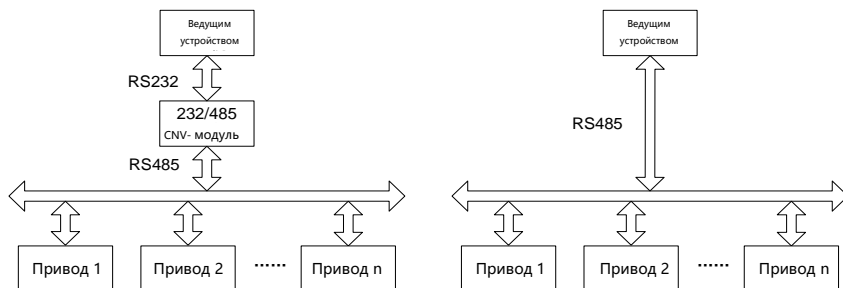 Ведущим
устройством
RS232
232/485
CNV- модуль
RS485
Привод 1
Привод 2
......
Привод n
Ведущим
устройством
RS485
Привод 1
Привод 2
......
Привод n